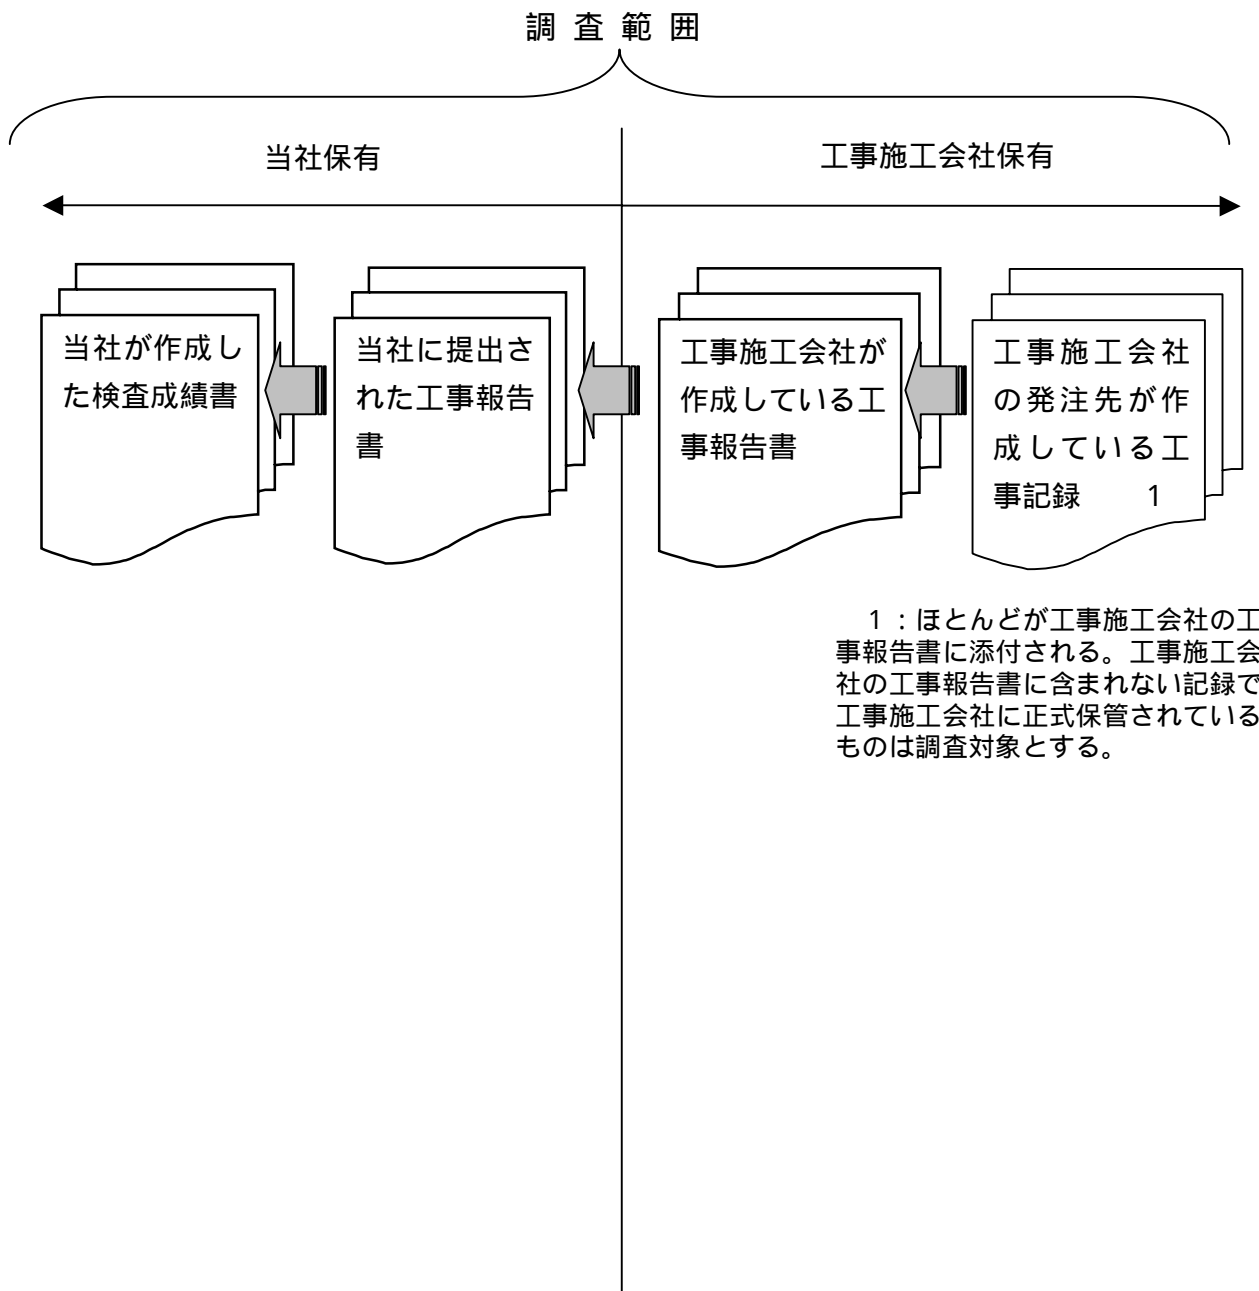 調査範囲
当社保有
工事施工会社保有
当社が作成し
た検査成績書
当社に提出さ
れた工事報告
書
工事施工会社が
作成している工
事報告書
工事施工会社
の発注先が作
成している工
事記録　　1
1：ほとんどが工事施工会社の工
事報告書に添付される。工事施工会
社の工事報告書に含まれない記録で
工事施工会社に正式保管されている
ものは調査対象とする。